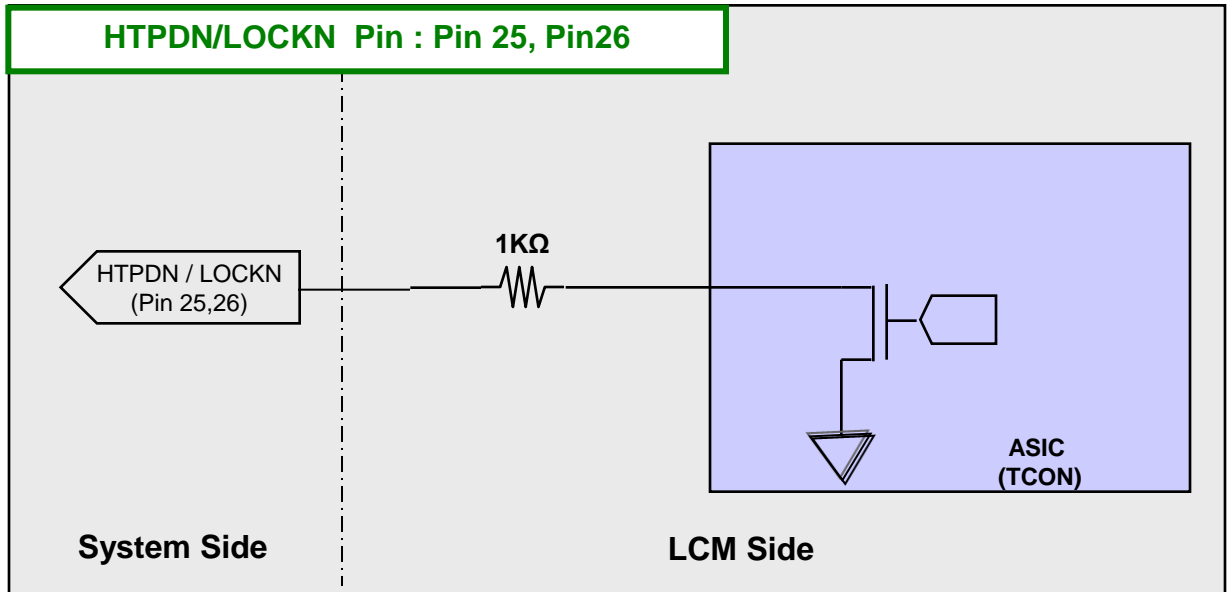 HTPDN/LOCKN Pin : Pin 25, Pin26
1KΩ
HTPDN / LOCKN
(Pin 25,26)
ASIC
(TCON)
System Side
LCM Side